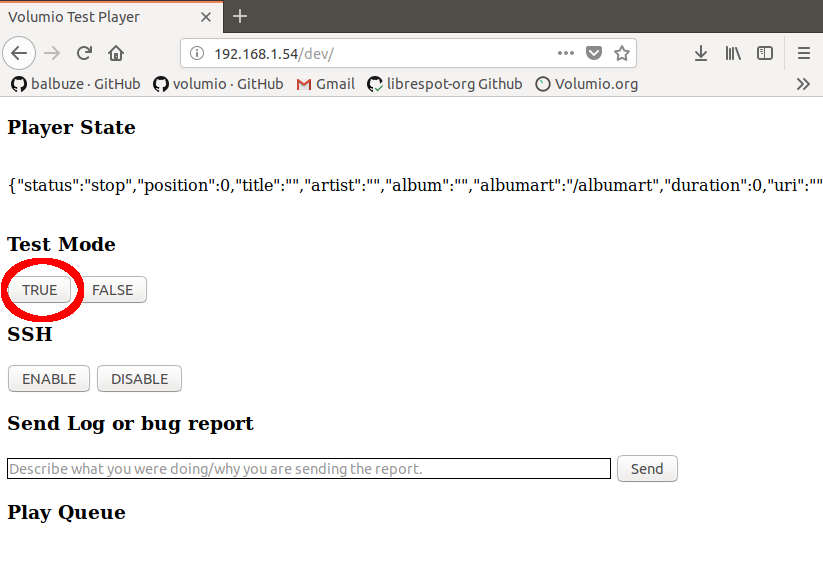 Volumio Test Player
192.168.1.54/dev/
balbuze · GitHub volumio · GitHub Gmail librespot-org Github Volumio.org
Player State
{"status":"stop","position":0,"title":"","artist":"","album":"","albumart":"/albumart","duration":0,"uri":""
Test Mode
TRUE FALSE
SSH
ENABLE DISABLE
Send Log or bug report
Describe what you were doing/why you are sending the report. Send
Play Queue